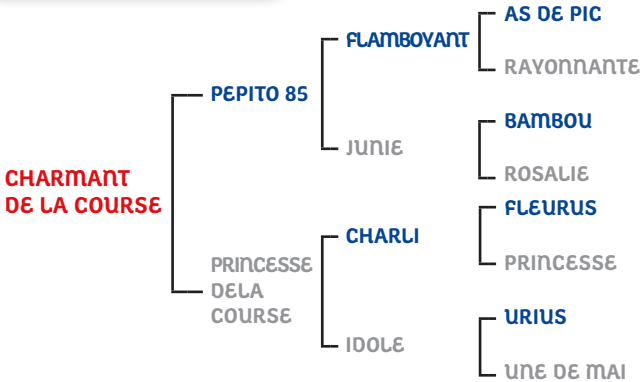 AS DE PIC
FLAMBOYANT
RAYONNANTE
PEPITO 85
BAMBOU
JUNIE
ROSALIE
CHARMANT
DE LA COURSE
FLEURUS
CHARLI
PRINCESSE
PRINCESSE
DELA
COURSE
URIUS
IDOLE
UNE DE MAI